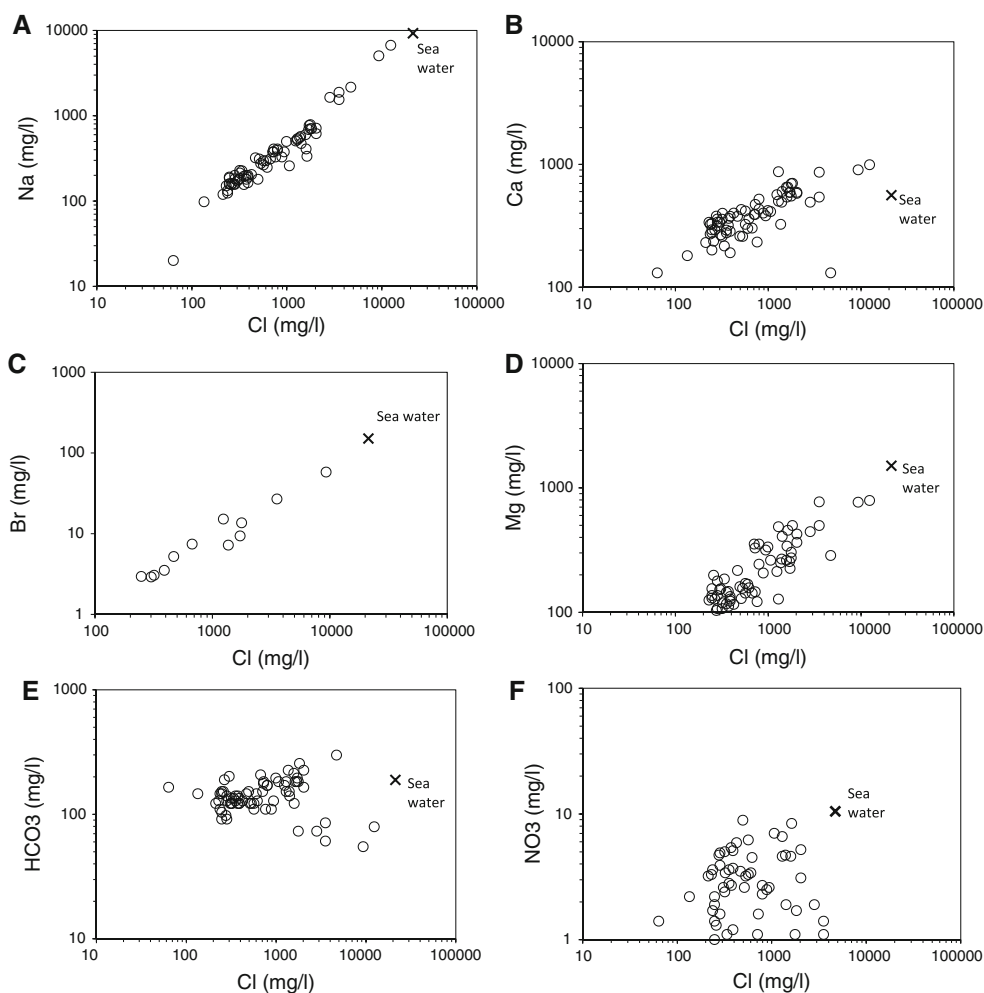 A
10000
1000
100
10
Na (mg/l)
10 100 1000 10000 100000
Cl (mg/l)
Sea
water
B
10000
1000
100
Ca (mg/l)
10 100 1000 10000 100000
Cl (mg/l)
Sea
water
C
1000
100
10
1
Br (mg/l)
100 1000 10000 100000
Cl (mg/l)
Sea water
D
10000
1000
100
Mg (mg/l)
10 100 1000 10000 100000
Cl (mg/l)
Sea
water
E
1000
100
10
HCO3 (mg/l)
10 100 1000 10000 100000
Cl (mg/l)
Sea
water
F
100
10
1
NO3 (mg/l)
10 100 1000 10000 100000
Cl (mg/l)
Sea
water